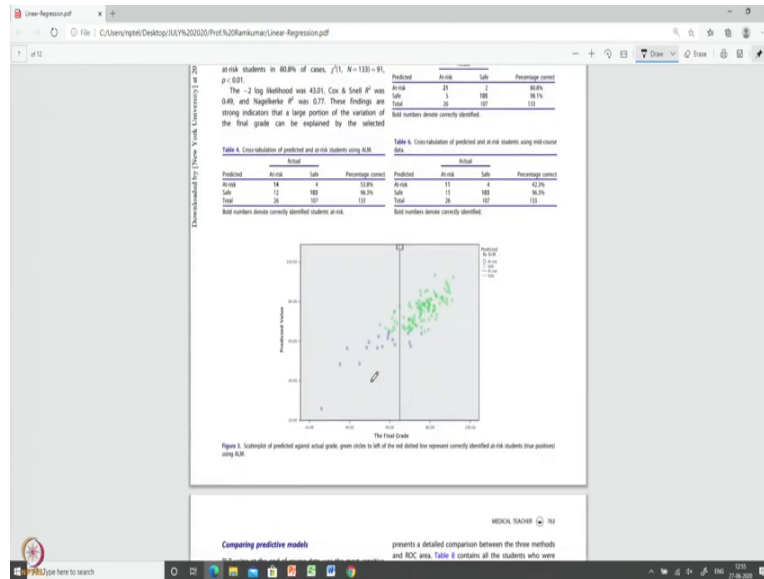 Linear-Regression.pdf
File | C:/Users/nptel/Desktop/JULY%202020/Prof.%20Ramkumar/Linear-Regression.pdf
7 of 12
Draw
Erase
Downloaded by [New York University] at 20
at-risk students in 80.8% of cases, χ²(1, N=133)=91,
p<0.01.
The −2 log likelihood was 43.01, Cox & Snell R² was
0.49, and Nagelkerke R² was 0.77. These findings are
strong indicators that a large portion of the variation of
the final grade can be explained by the selected
Predicted At-risk Safe Percentage correct
At-risk 21 2 80.8%
Safe 5 105 98.1%
Total 26 107 133
Bold numbers denote correctly identified.
Table 4. Cross-tabulation of predicted and at-risk students using ALM.
Actual
Predicted At-risk Safe Percentage correct
At-risk 14 4 53.8%
Safe 12 103 96.3%
Total 26 107 133
Bold numbers denote correctly identified students at-risk.
Table 6. Cross-tabulation of predicted and at-risk students using mid-course
data.
Actual
Predicted At-risk Safe Percentage correct
At-risk 11 4 42.3%
Safe 15 103 96.3%
Total 26 107 133
Bold numbers denote correctly identified.
Predicted
By ALM
At-risk
Safe
At-risk
Safe
Predicted Value
The Final Grade
Figure 3. Scatterplot of predicted against actual grade, green circles to left of the red dotted line represent correctly identified at-risk students (true positives)
using ALM.
MEDICAL TEACHER 763
Comparing predictive models
presents a detailed comparison between the three methods
and ROC area. Table 8 contains all the students who were
Type here to search
ENG
12:55
27-06-2020